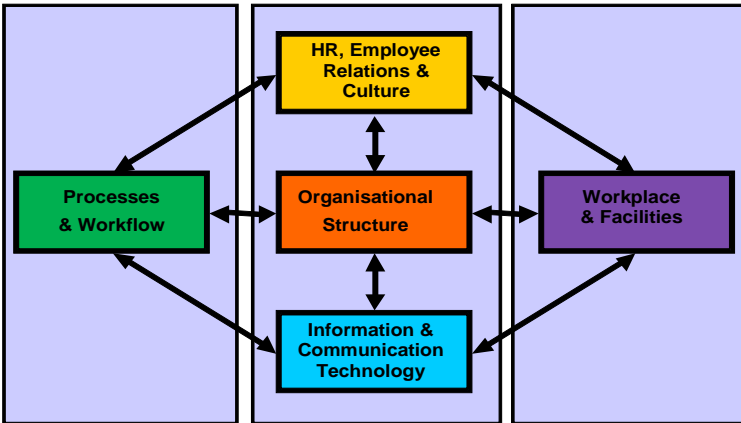 HR, Employee
Relations &
Culture
Processes
& Workflow
Organisational
Structure
Workplace
& Facilities
Information &
Communication
Technology